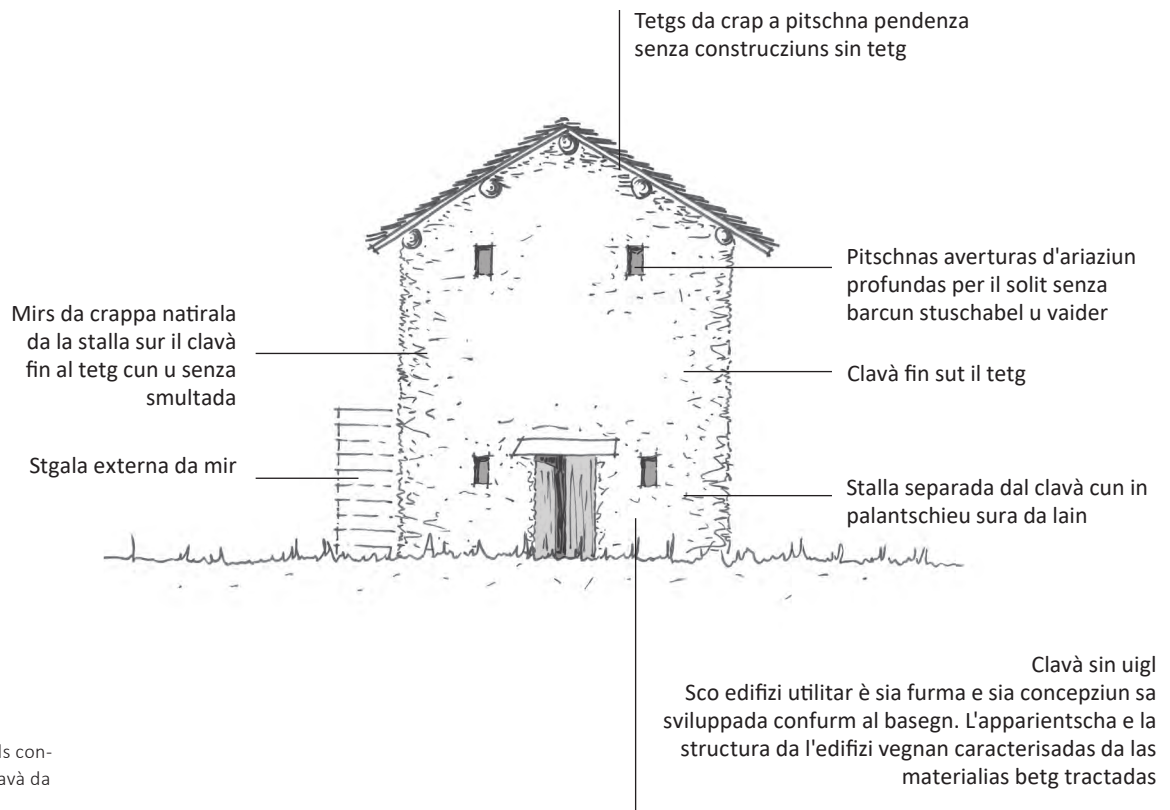 Tetgs da crap a pitschna pendenza
senza construcziuns sin tetg
Pitschnas averturas d'ariaziun
profundas per il solit senza
barcun stuschabel u vaider
Mirs da crappa natirala
da la stalla sur il clavà
fin al tetg cun u senza
smultada
Clavà fin sut il tetg
Stgala externa da mir
Stalla separada dal clavà cun in
palantschieu sura da lain
Clavà sin uigl
Sco edifizi utilitar è sia furma e sia concepziun sa
sviluppada confurm al basegn. L'apparientscha e la
structura da l'edifizi vegnan caracterisadas da las
materialias betg tractadas
con-
da